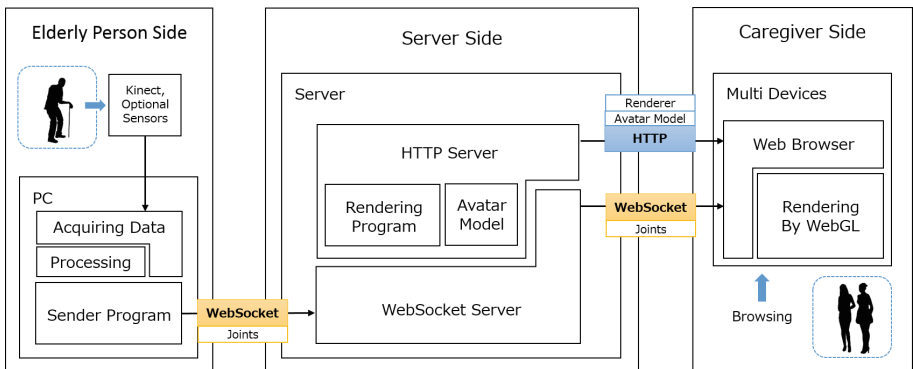 Elderly Person Side
Kinect,
Optional
Sensors
PC
Acquiring Data
Processing
Sender Program
WebSocket
Joints
Server Side
Server
HTTP Server
Rendering
Program
Avatar
Model
WebSocket Server
Renderer
Avatar Model
HTTP
WebSocket
Joints
Caregiver Side
Multi Devices
Web Browser
Rendering
By WebGL
Browsing